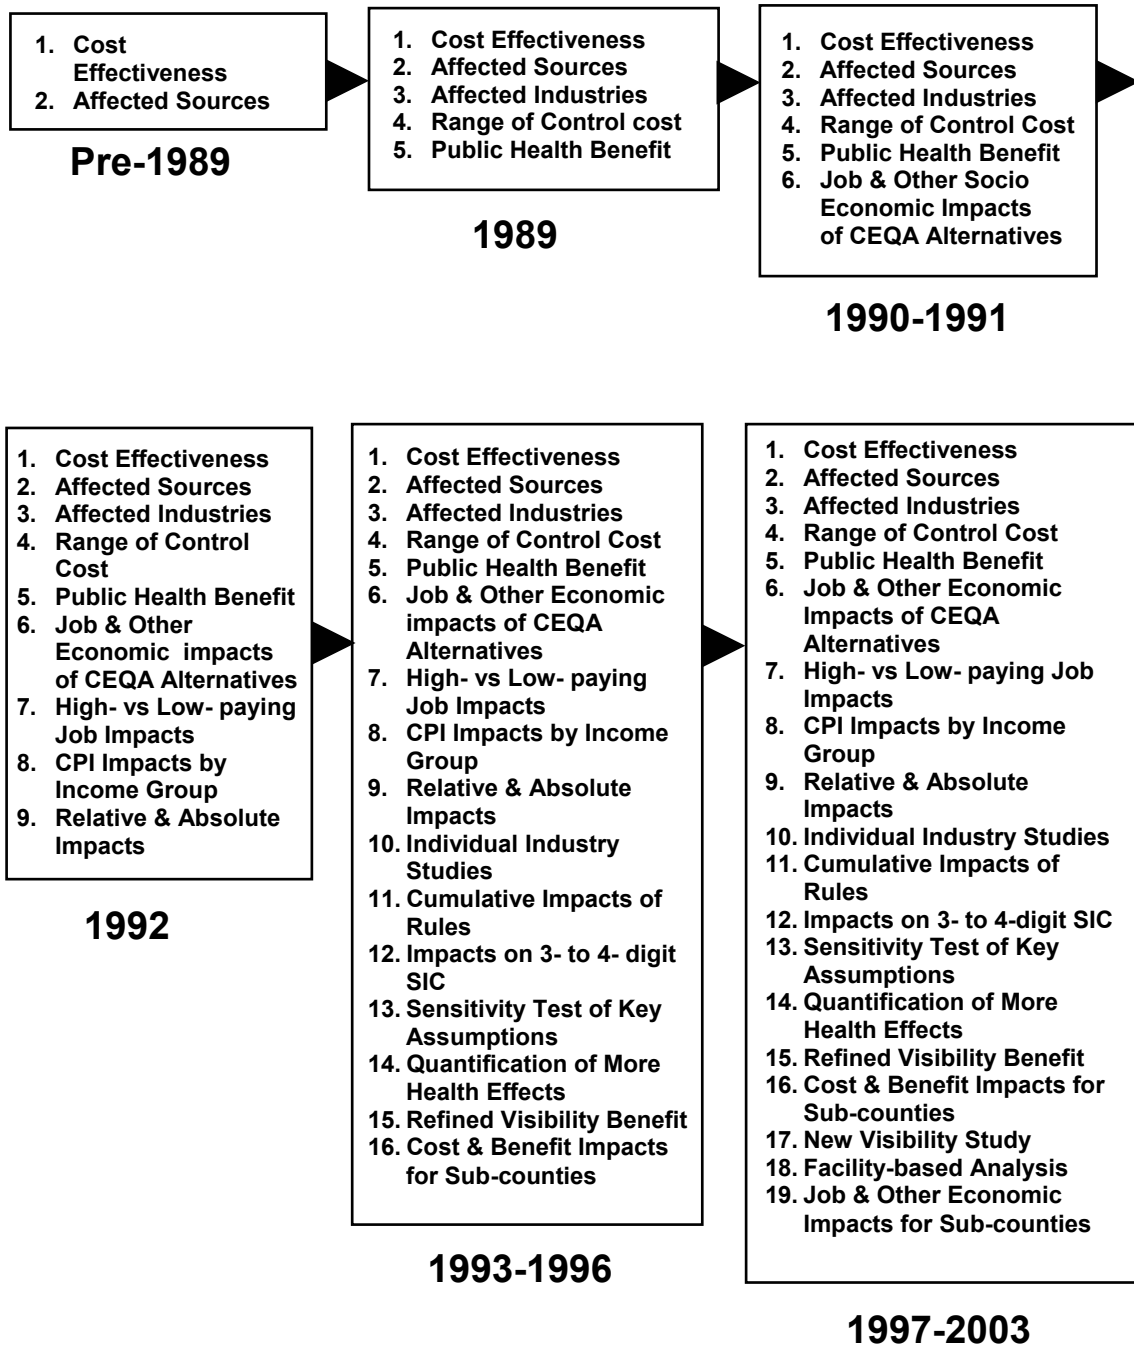 1. Cost
Effectiveness
2. Affected Sources
Pre-1989
1. Cost Effectiveness
2. Affected Sources
3. Affected Industries
4. Range of Control cost
5. Public Health Benefit
1989
1. Cost Effectiveness
2. Affected Sources
3. Affected Industries
4. Range of Control Cost
5. Public Health Benefit
6. Job & Other Socio
Economic Impacts
of CEQA Alternatives
1990-1991
1. Cost Effectiveness
2. Affected Sources
3. Affected Industries
4. Range of Control
Cost
5. Public Health Benefit
6. Job & Other
Economic impacts
of CEQA Alternatives
7. High- vs Low- paying
Job Impacts
8. CPI Impacts by
Income Group
9. Relative & Absolute
Impacts
1992
1. Cost Effectiveness
2. Affected Sources
3. Affected Industries
4. Range of Control Cost
5. Public Health Benefit
6. Job & Other Economic
impacts of CEQA
Alternatives
7. High- vs Low- paying
Job Impacts
8. CPI Impacts by Income
Group
9. Relative & Absolute
Impacts
10. Individual Industry
Studies
11. Cumulative Impacts of
Rules
12. Impacts on 3- to 4- digit
SIC
13. Sensitivity Test of Key
Assumptions
14. Quantification of More
Health Effects
15. Refined Visibility Benefit
16. Cost & Benefit Impacts
for Sub-counties
1993-1996
1. Cost Effectiveness
2. Affected Sources
3. Affected Industries
4. Range of Control Cost
5. Public Health Benefit
6. Job & Other Economic
Impacts of CEQA
Alternatives
7. High- vs Low- paying Job
Impacts
8. CPI Impacts by Income
Group
9. Relative & Absolute
Impacts
10. Individual Industry Studies
11. Cumulative Impacts of
Rules
12. Impacts on 3- to 4-digit SIC
13. Sensitivity Test of Key
Assumptions
14. Quantification of More
Health Effects
15. Refined Visibility Benefit
16. Cost & Benefit Impacts for
Sub-counties
17. New Visibility Study
18. Facility-based Analysis
19. Job & Other Economic
Impacts for Sub-counties
1997-2003